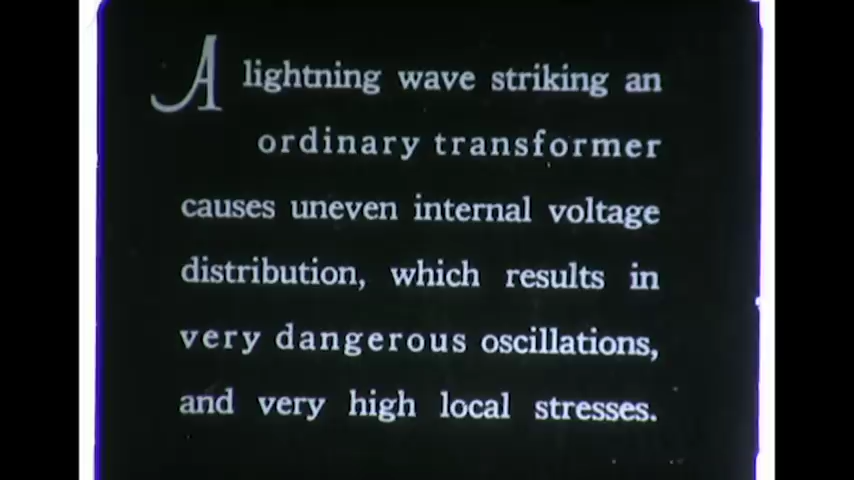 A lightning wave striking an
ordinary transformer
causes uneven internal voltage
distribution, which results in
very dangerous oscillations,
and very high local stresses.